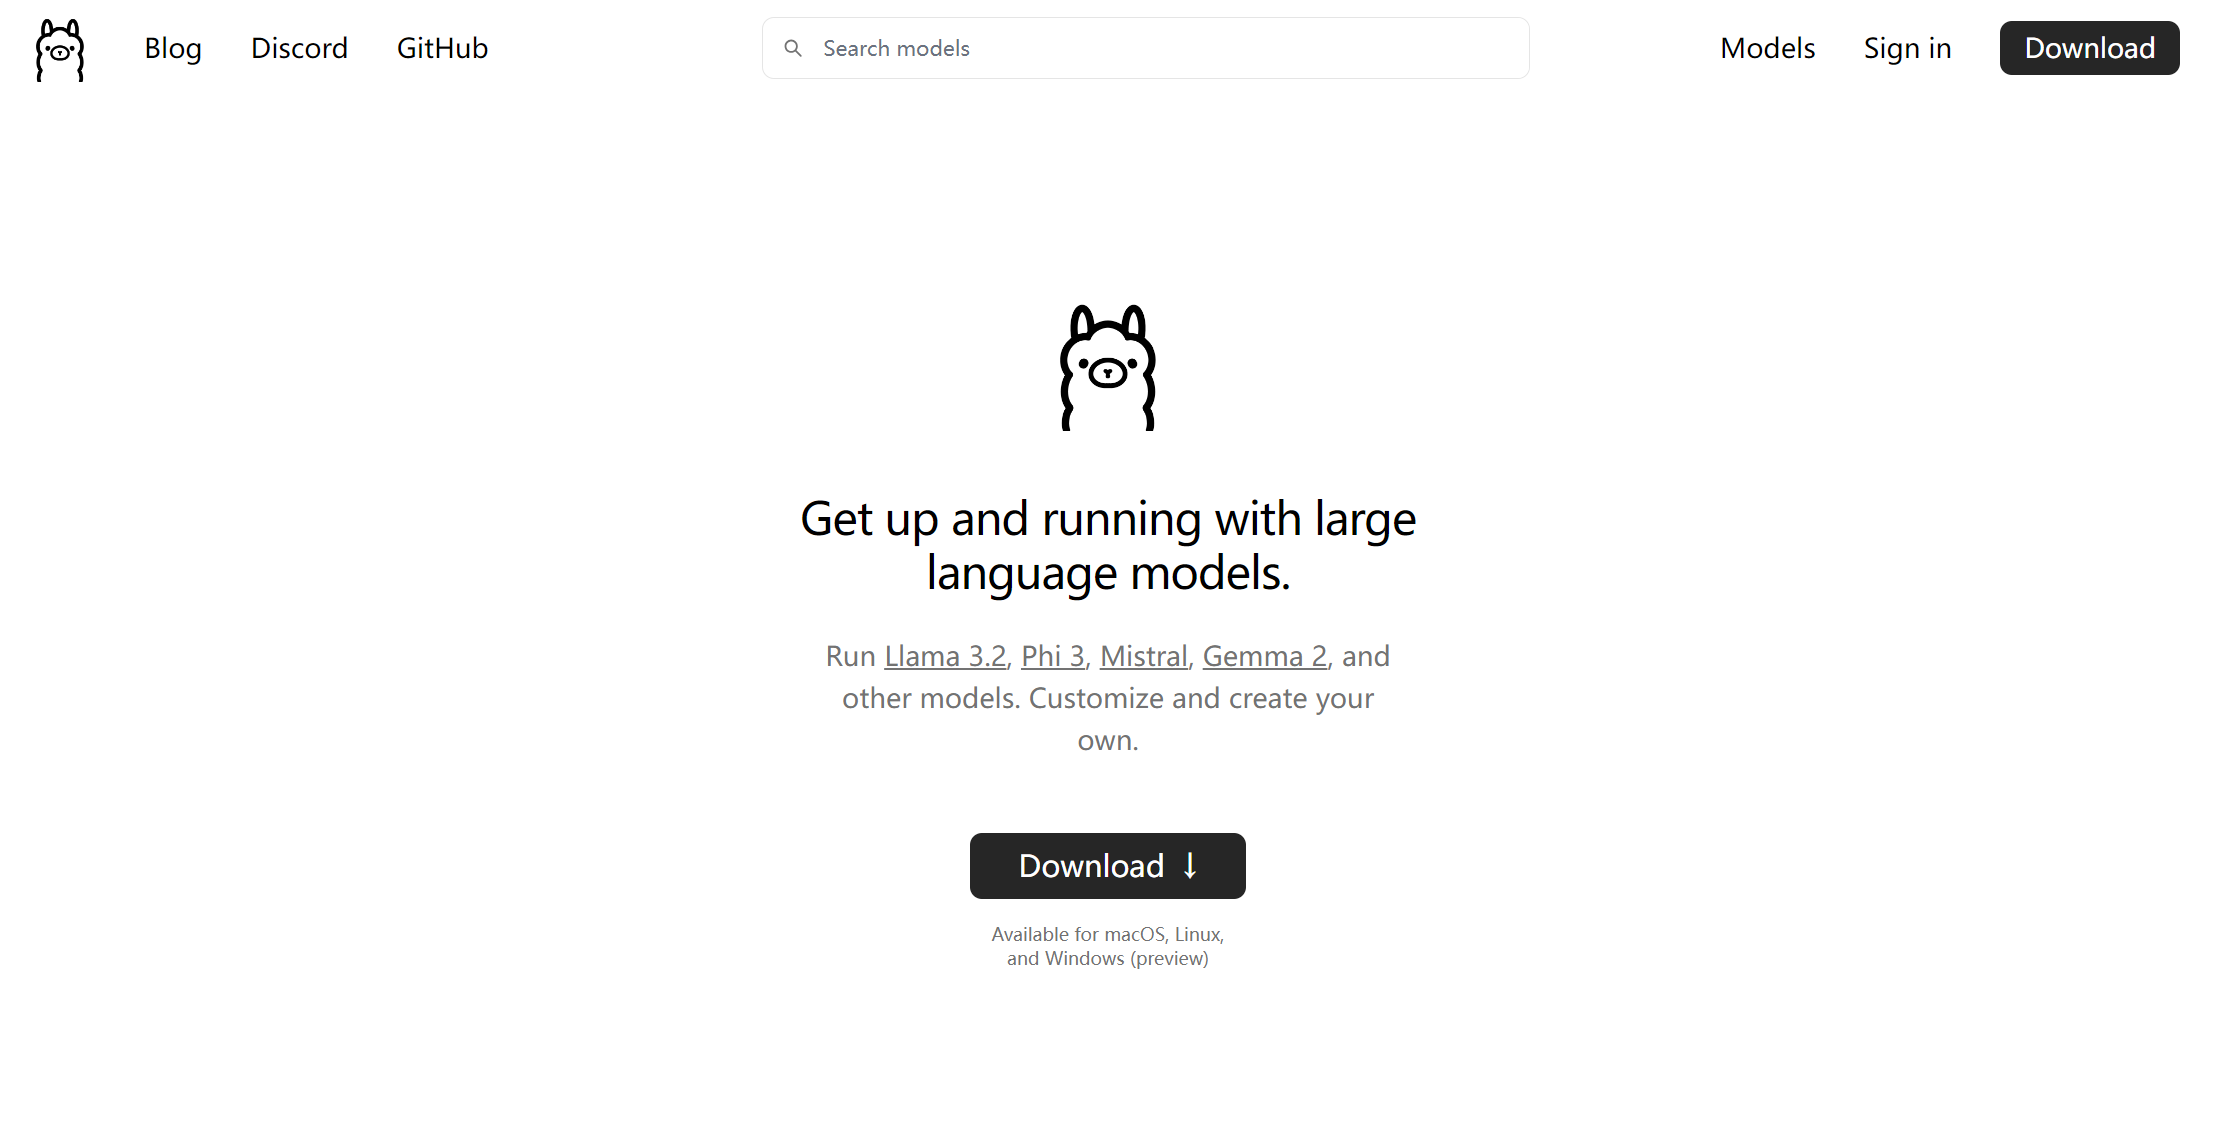 Blog Discord GitHub Search models Models Sign in Download
Get up and running with large
language models.
Run Llama 3.2, Phi 3, Mistral, Gemma 2, and
other models. Customize and create your
own.
Download ↓
Available for macOS, Linux,
and Windows (preview)